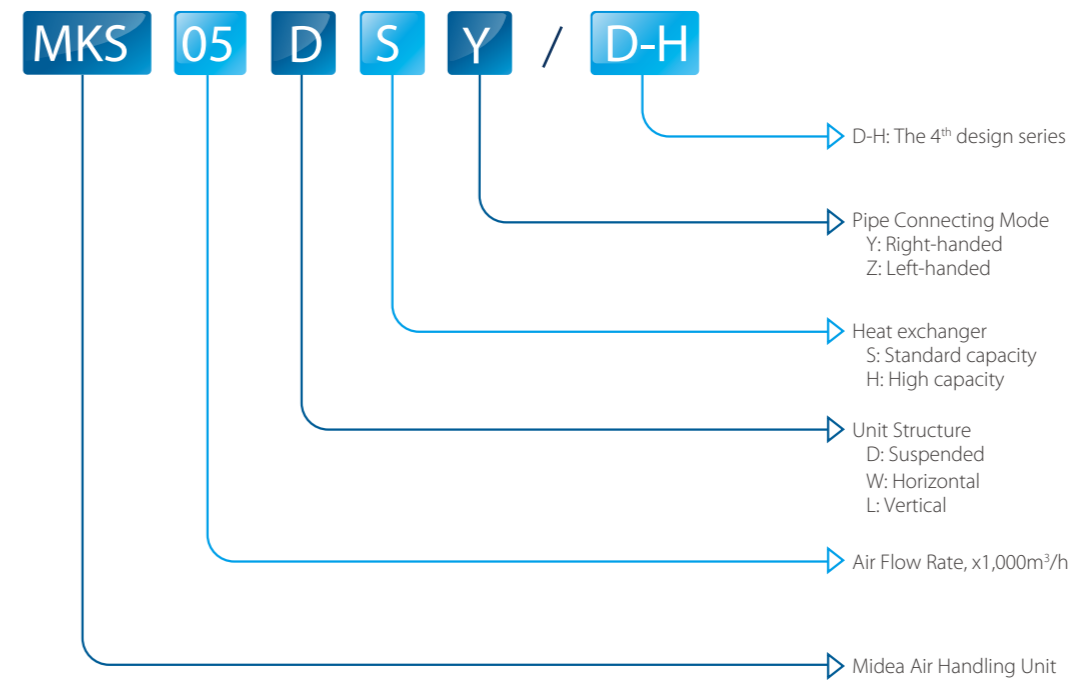 MKS 05 D S Y / D-H
D-H: The 4th design series
Pipe Connecting Mode
Y: Right-handed
Z: Left-handed
Heat exchanger
S: Standard capacity
H: High capacity
Unit Structure
D: Suspended
W: Horizontal
L: Vertical
Air Flow Rate, x1,000m³/h
Midea Air Handling Unit